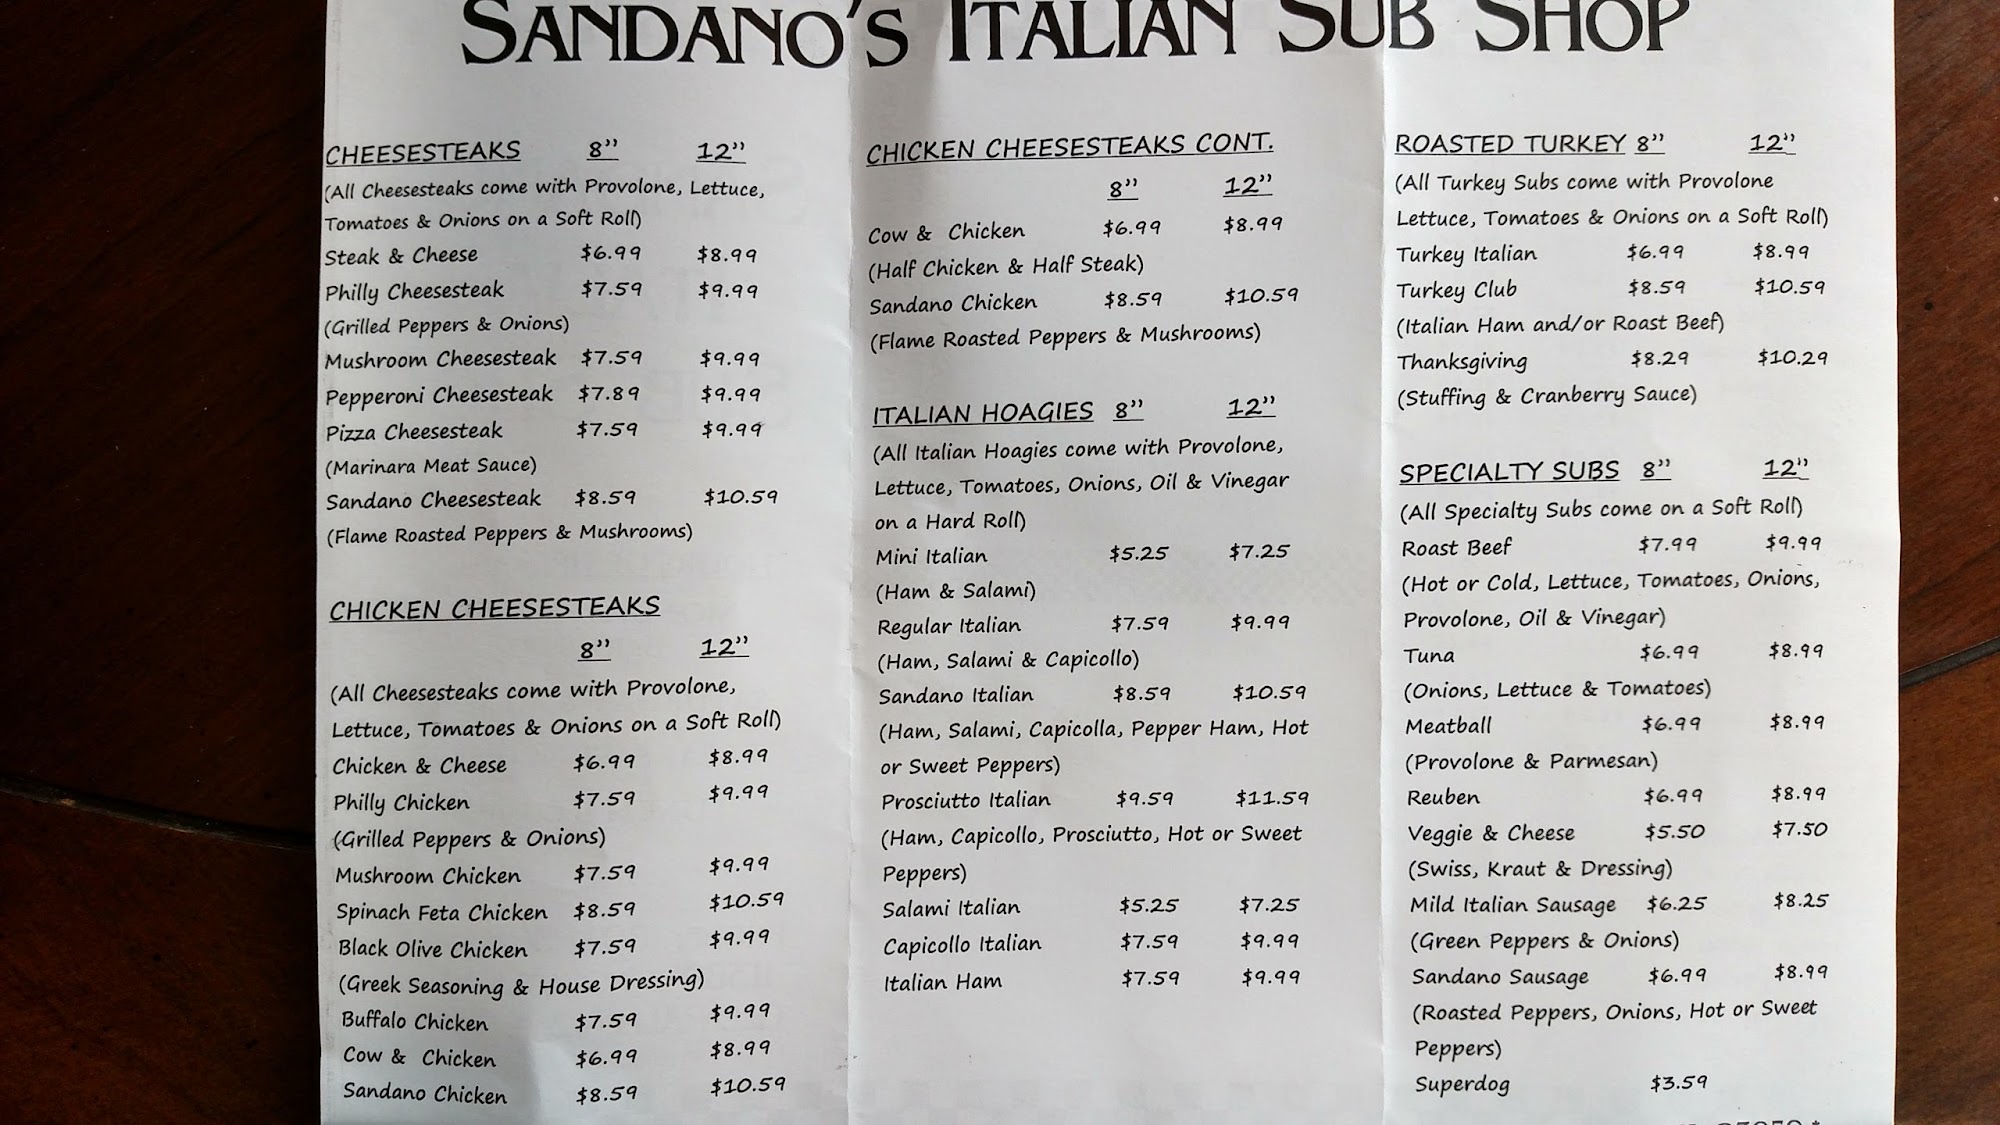 SANDANO'S ITALIAN SUB SHOP
CHEESESTEAKS 8” 12”
(All Cheesesteaks come with Provolone, Lettuce,
Tomatoes & Onions on a Soft Roll)
Steak & Cheese $6.99 $8.99
Philly Cheesesteak $7.59 $9.99
(Grilled Peppers & Onions)
Mushroom Cheesesteak $7.59 $9.99
Pepperoni Cheesesteak $7.89 $9.99
Pizza Cheesesteak $7.59 $9.99
(Marinara Meat Sauce)
Sandano Cheesesteak $8.59 $10.59
(Flame Roasted Peppers & Mushrooms)
CHICKEN CHEESESTEAKS
8” 12”
(All Cheesesteaks come with Provolone,
Lettuce, Tomatoes & Onions on a Soft Roll)
Chicken & Cheese $6.99 $8.99
Philly Chicken $7.59 $9.99
(Grilled Peppers & Onions)
Mushroom Chicken $7.59 $9.99
Spinach Feta Chicken $8.59 $10.59
Black Olive Chicken $7.59 $9.99
(Greek Seasoning & House Dressing)
Buffalo Chicken $7.59 $9.99
Cow & Chicken $6.99 $8.99
Sandano Chicken $8.59 $10.59
CHICKEN CHEESESTEAKS CONT.
8” 12”
Cow & Chicken $6.99 $8.99
(Half Chicken & Half Steak)
Sandano Chicken $8.59 $10.59
(Flame Roasted Peppers & Mushrooms)
ITALIAN HOAGIES 8” 12”
(All Italian Hoagies come with Provolone,
Lettuce, Tomatoes, Onions, Oil & Vinegar
on a Hard Roll)
Mini Italian $5.25 $7.25
(Ham & Salami)
Regular Italian $7.59 $9.99
(Ham, Salami & Capicollo)
Sandano Italian $8.59 $10.59
(Ham, Salami, Capicolla, Pepper Ham, Hot
or Sweet Peppers)
Prosciutto Italian $9.59 $11.59
(Ham, Capicollo, Prosciutto, Hot or Sweet
Peppers)
Salami Italian $5.25 $7.25
Capicollo Italian $7.59 $9.99
Italian Ham $7.59 $9.99
ROASTED TURKEY 8” 12”
(All Turkey Subs come with Provolone
Lettuce, Tomatoes & Onions on a Soft Roll)
Turkey Italian $6.99 $8.99
Turkey Club $8.59 $10.59
(Italian Ham and/or Roast Beef)
Thanksgiving $8.29 $10.29
(Stuffing & Cranberry Sauce)
SPECIALTY SUBS 8” 12”
(All Specialty Subs come on a Soft Roll)
Roast Beef $7.99 $9.99
(Hot or Cold, Lettuce, Tomatoes, Onions,
Provolone, Oil & Vinegar)
Tuna $6.99 $8.99
(Onions, Lettuce & Tomatoes)
Meatball $6.99 $8.99
(Provolone & Parmesan)
Reuben $6.99 $8.99
Veggie & Cheese $5.50 $7.50
(Swiss, Kraut & Dressing)
Mild Italian Sausage $6.25 $8.25
(Green Peppers & Onions)
Sandano Sausage $6.99 $8.99
(Roasted Peppers, Onions, Hot or Sweet
Peppers)
Superdog $3.59